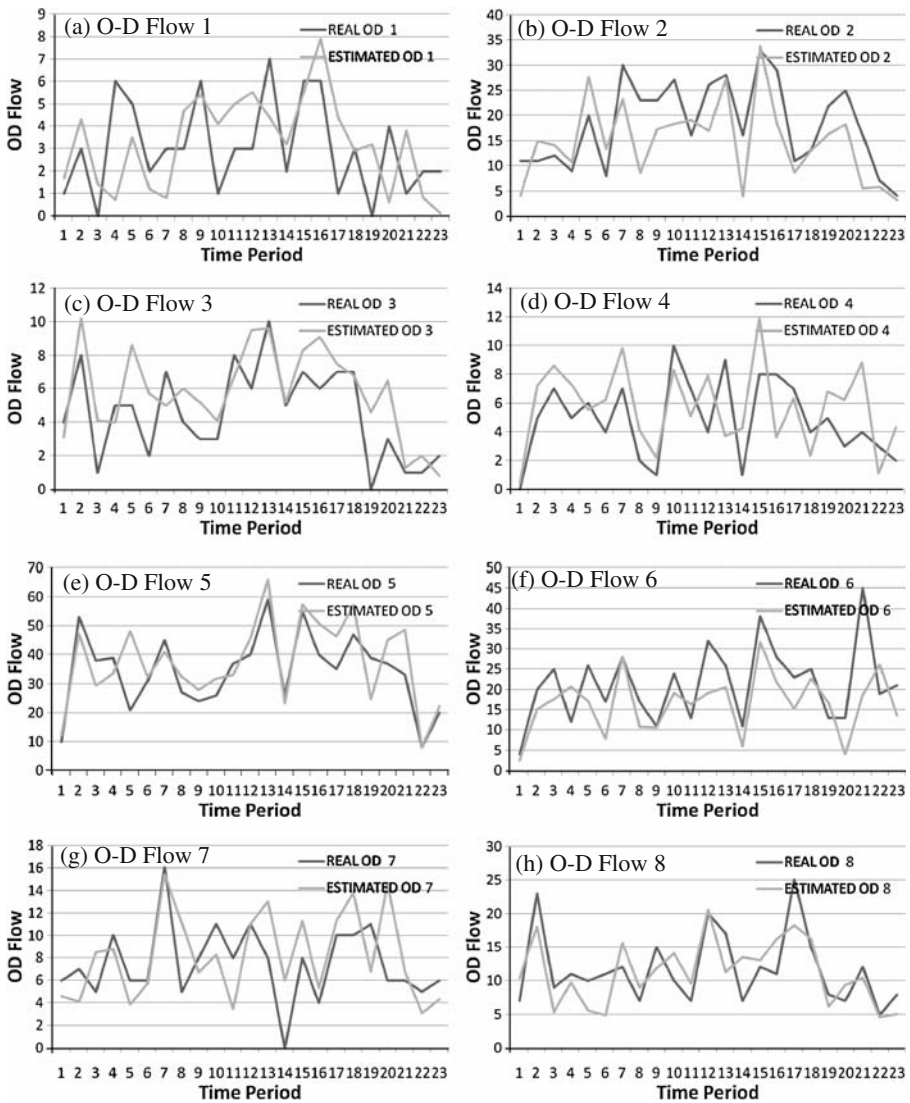 (a) O-D Flow 1
REAL OD 1
ESTIMATED OD 1
OD Flow
9
8
7
6
5
4
3
2
1
0
1 2 3 4 5 6 7 8 9 10 11 12 13 14 15 16 17 18 19 20 21 22 23
Time Period
(b) O-D Flow 2
REAL OD 2
ESTIMATED OD 2
OD Flow
40
35
30
25
20
15
10
5
0
1 2 3 4 5 6 7 8 9 10 11 12 13 14 15 16 17 18 19 20 21 22 23
Time Period
(c) O-D Flow 3
REAL OD 3
ESTIMATED OD 3
OD Flow
12
10
8
6
4
2
0
1 2 3 4 5 6 7 8 9 10 11 12 13 14 15 16 17 18 19 20 21 22 23
Time Period
(d) O-D Flow 4
REAL OD 4
ESTIMATED OD 4
OD Flow
14
12
10
8
6
4
2
0
1 2 3 4 5 6 7 8 9 10 11 12 13 14 15 16 17 18 19 20 21 22 23
Time Period
(e) O-D Flow 5
REAL OD 5
ESTIMATED OD 5
OD Flow
70
60
50
40
30
20
10
0
1 2 3 4 5 6 7 8 9 10 11 12 13 14 15 16 17 18 19 20 21 22 23
Time Period
(f) O-D Flow 6
REAL OD 6
ESTIMATED OD 6
OD Flow
50
45
40
35
30
25
20
15
10
5
0
1 2 3 4 5 6 7 8 9 10 11 12 13 14 15 16 17 18 19 20 21 22 23
Time Period
(g) O-D Flow 7
REAL OD 7
ESTIMATED OD 7
OD Flow
18
16
14
12
10
8
6
4
2
0
1 2 3 4 5 6 7 8 9 10 11 12 13 14 15 16 17 18 19 20 21 22 23
Time Period
(h) O-D Flow 8
REAL OD 8
ESTIMATED OD 8
OD Flow
30
25
20
15
10
5
0
1 2 3 4 5 6 7 8 9 10 11 12 13 14 15 16 17 18 19 20 21 22 23
Time Period